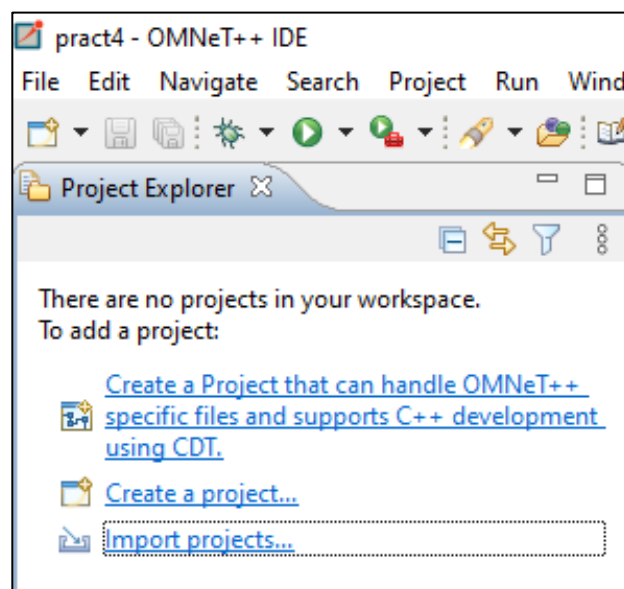 pract4 - OMNeT++ IDE
File Edit Navigate Search Project Run Wind
Project Explorer
There are no projects in your workspace.
To add a project:
Create a Project that can handle OMNeT++
specific files and supports C++ development
using CDT.
Create a project...
Import projects...